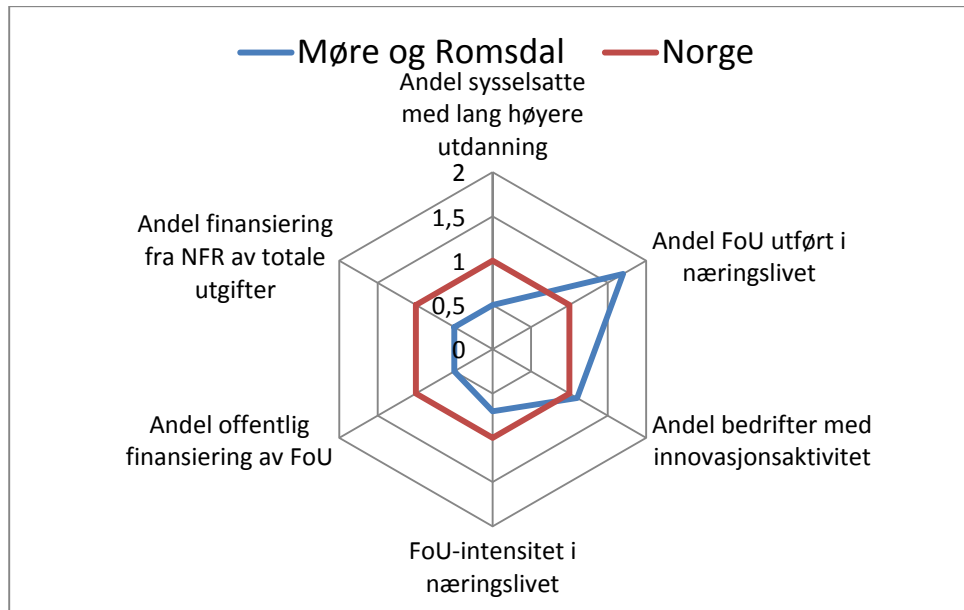 Møre og Romsdal
Norge
Andel sysselsatte
med lang høyere
utdanning
2
1,5
1
0,5
0
Andel FoU utført i
næringslivet
Andel bedrifter med
innovasjonsaktivitet
FoU-intensitet i
næringslivet
Andel offentlig
finansiering av FoU
Andel finansiering
fra NFR av totale
utgifter